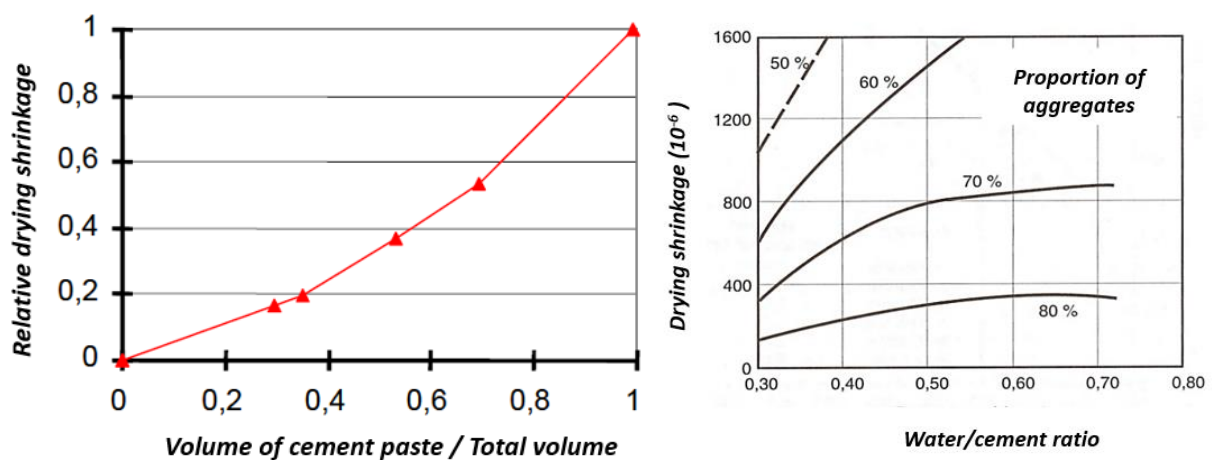 1
0,8
0,6
0,4
0,2
0
0 0,2 0,4 0,6 0,8 1
Relative drying shrinkage
Volume of cement paste / Total volume
1600
1200
800
400
0
0,30 0,40 0,50 0,60 0,70 0,80
Drying shrinkage (10⁻⁶)
50 %
60 %
70 %
80 %
Proportion of
aggregates
Water/cement ratio